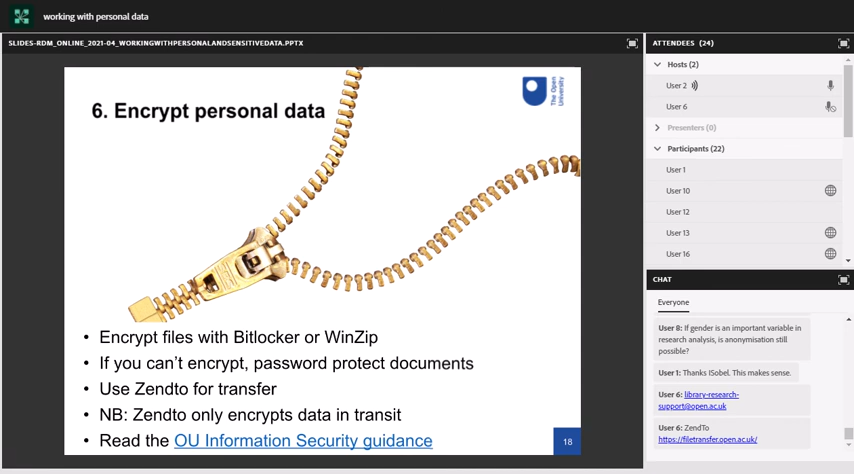 working with personal data
SLIDES-RDM_ONLINE_2021-04_WORKINGWITHPERSONALANDSENSITIVEDATA.PPTX
6. Encrypt personal data
The Open
University
• Encrypt files with Bitlocker or WinZip
• If you can’t encrypt, password protect documents
• Use Zendto for transfer
• NB: Zendto only encrypts data in transit
• Read the OU Information Security guidance
18
ATTENDEES (24)
Hosts (2)
User 2
User 6
Presenters (0)
Participants (22)
User 1
User 10
User 12
User 13
User 16
CHAT
Everyone
User 8: If gender is an important variable in
research analysis, is anonymisation still
possible?
User 1: Thanks ISobel. This makes sense.
User 6: library-research-
support@open.ac.uk
User 6: ZendTo
https://filetransfer.open.ac.uk/